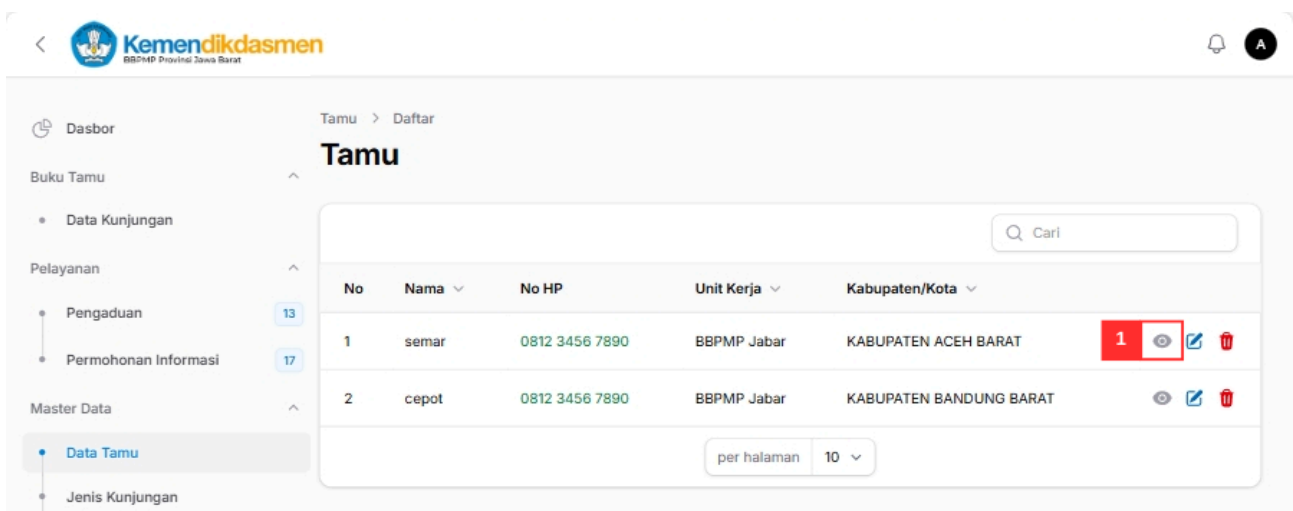 Kemendikdasmen
BBPMP Provinsi Jawa Barat
A
Dasbor
Buku Tamu
Data Kunjungan
Pelayanan
Pengaduan 13
Permohonan Informasi 17
Master Data
Data Tamu
Jenis Kunjungan
Tamu > Daftar
Tamu
Cari
No Nama No HP Unit Kerja Kabupaten/Kota
1 semar 0812 3456 7890 BBPMP Jabar KABUPATEN ACEH BARAT 1
2 cepot 0812 3456 7890 BBPMP Jabar KABUPATEN BANDUNG BARAT
per halaman 10